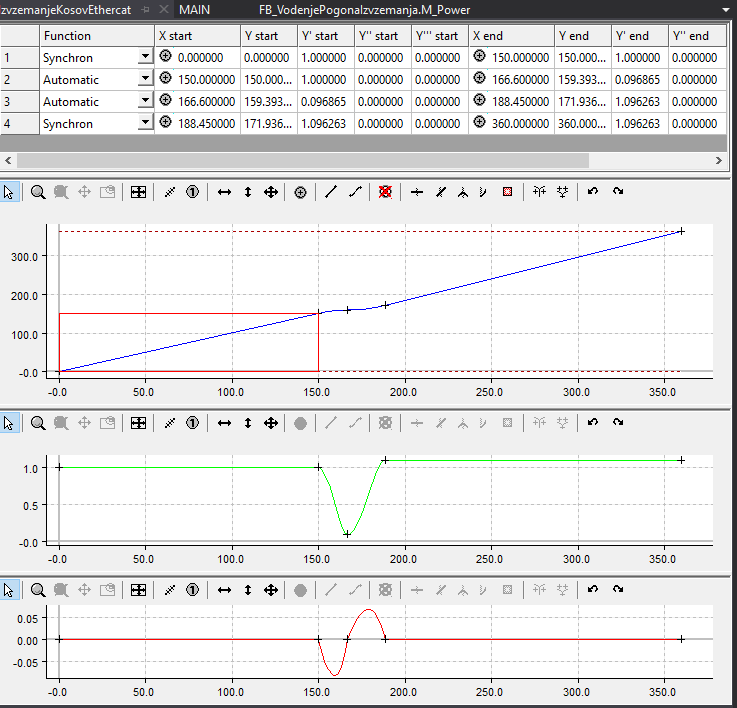 zvzemanjeKosovEthercat MAIN FB_VodenjePogonaIzvzemanja.M_Power
Function X start Y start Y' start Y'' start Y''' start X end Y end Y' end Y'' end
1 Synchron 0.000000 0.000000 1.000000 0.000000 0.000000 150.000000 150.000... 1.000000 0.000000
2 Automatic 150.000000 150.000... 1.000000 0.000000 0.000000 166.600000 159.393... 0.096865 0.000000
3 Automatic 166.600000 159.393... 0.096865 0.000000 0.000000 188.450000 171.936... 1.096263 0.000000
4 Synchron 188.450000 171.936... 1.096263 0.000000 0.000000 360.000000 360.000... 1.096263 0.000000
1
300.0
200.0
100.0
-0.0
-0.0 50.0 100.0 150.0 200.0 250.0 300.0 350.0
1
1.0
0.5
-0.0
-0.0 50.0 100.0 150.0 200.0 250.0 300.0 350.0
1
0.05
0.00
-0.05
-0.0 50.0 100.0 150.0 200.0 250.0 300.0 350.0